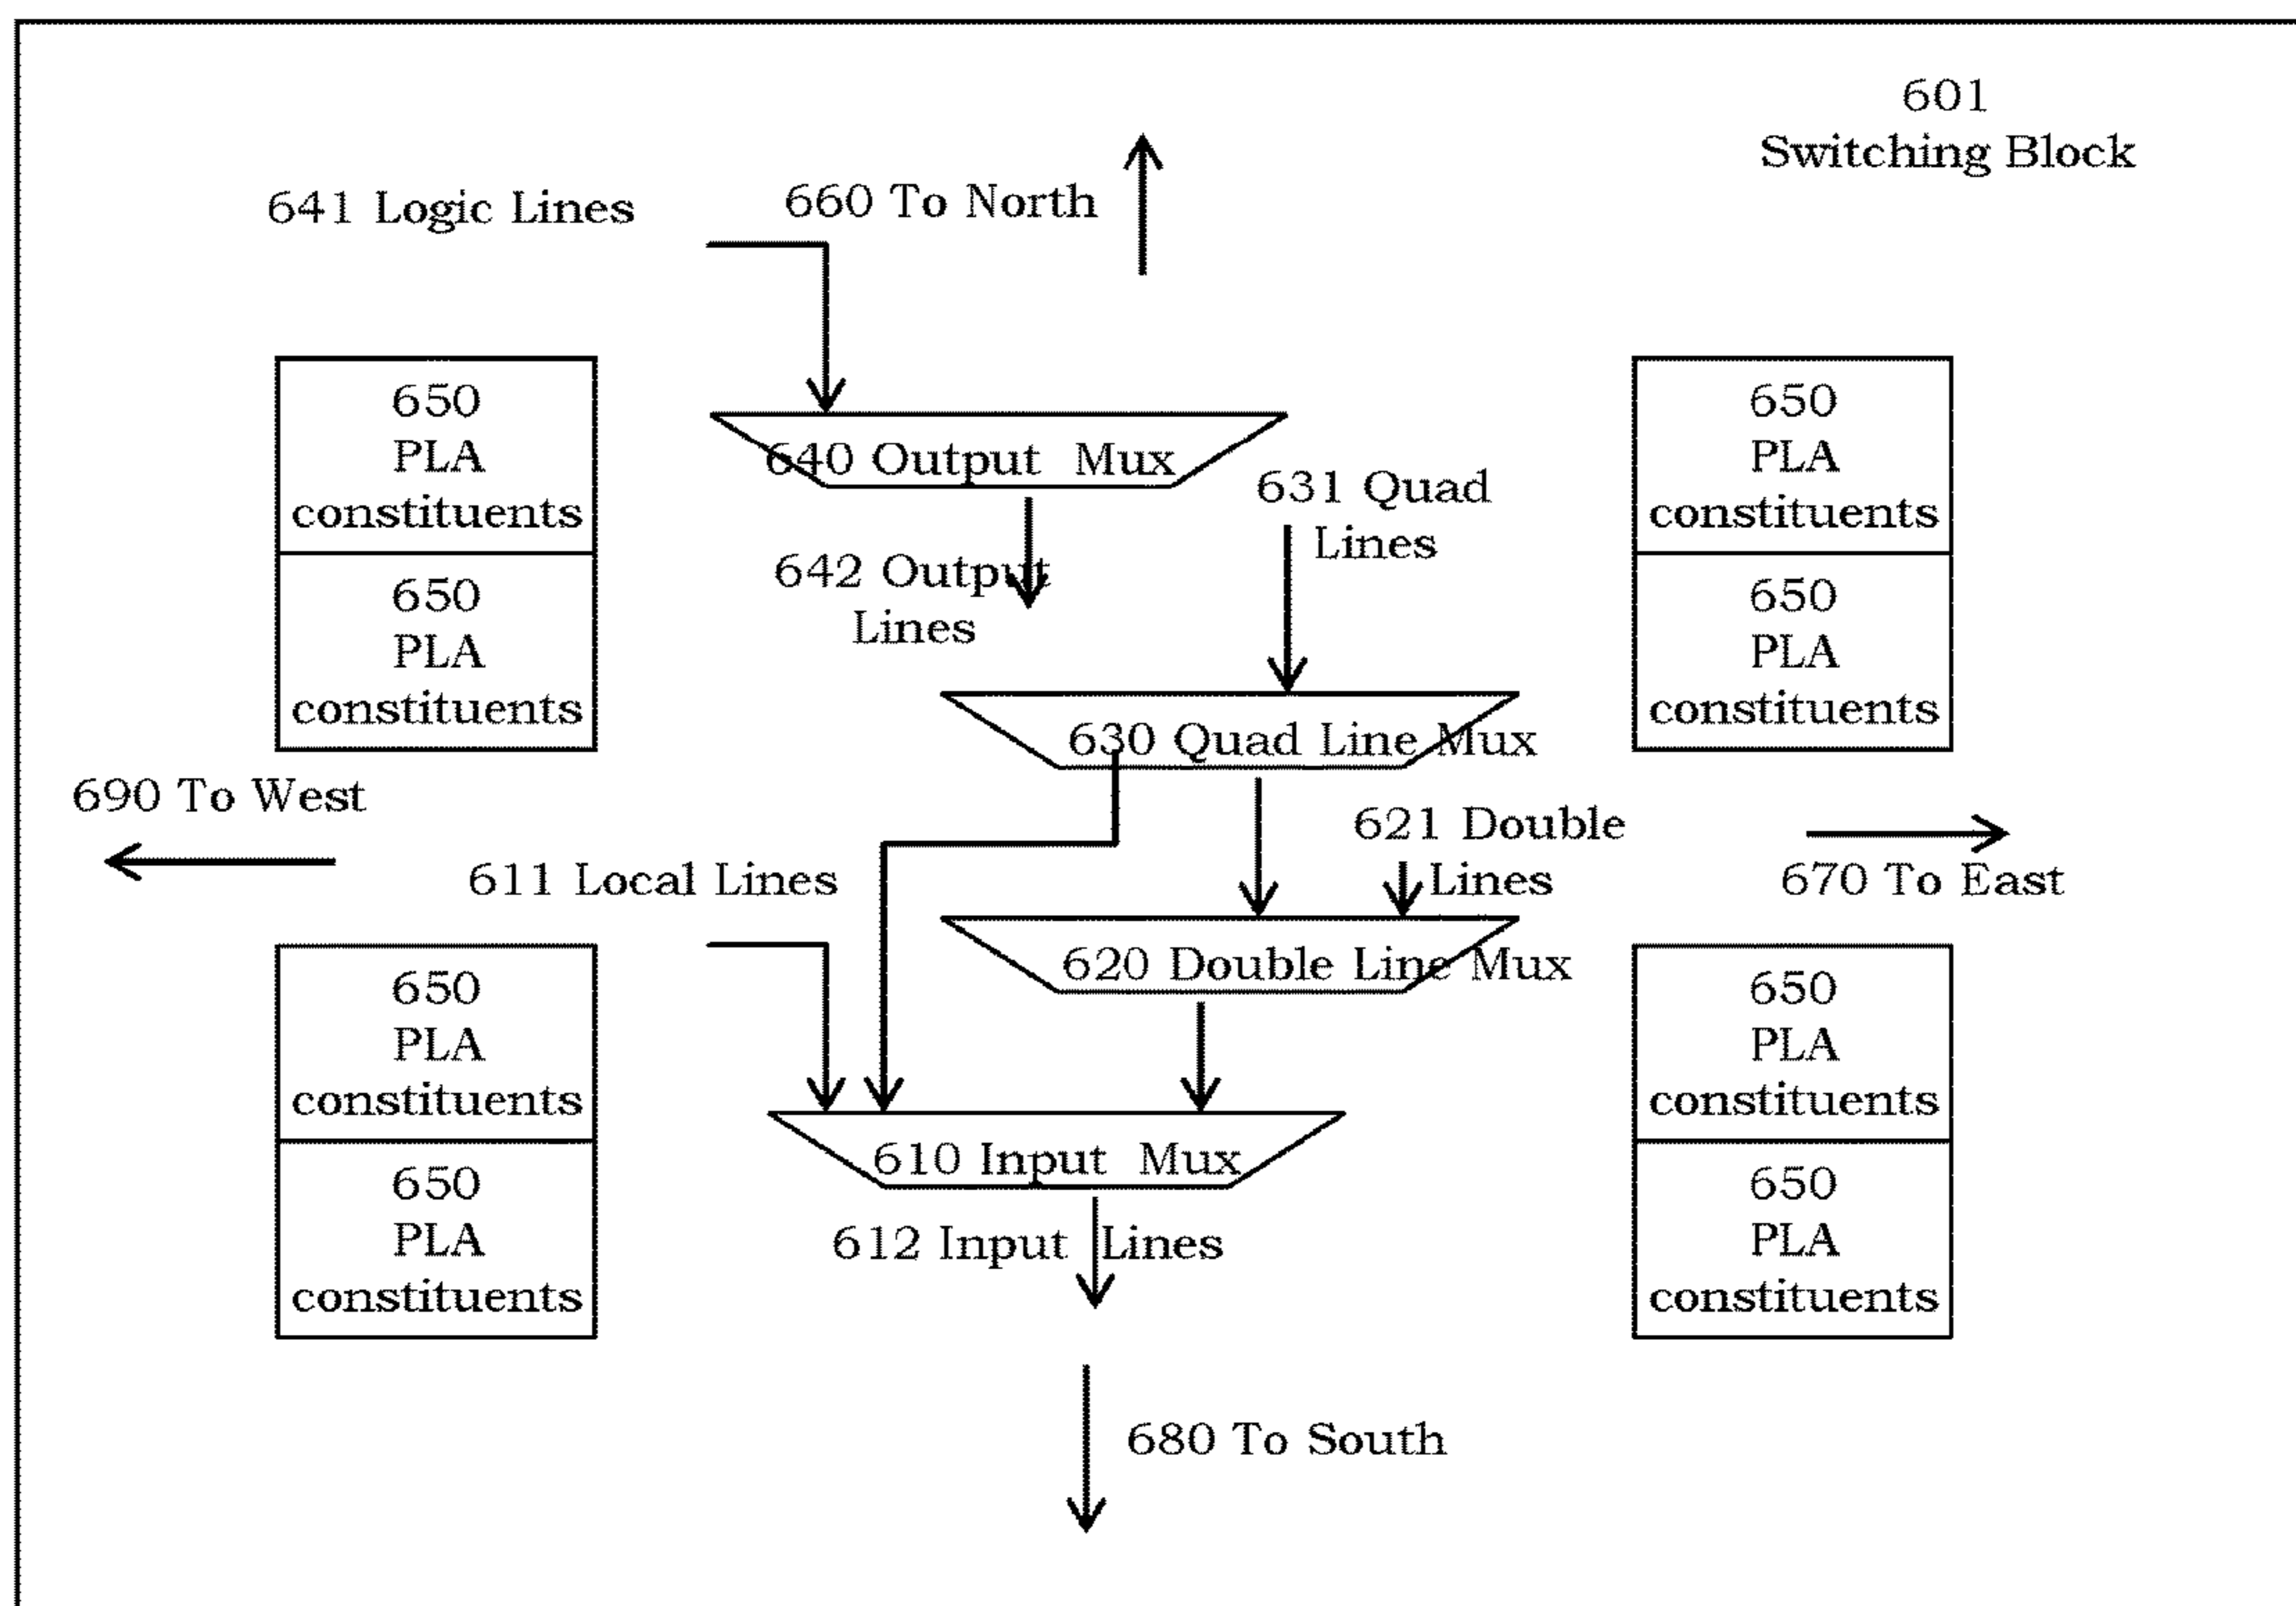 601
Switching Block
641 Logic Lines
660 To North
650
PLA
constituents
650
PLA
constituents
640 Output Mux
631 Quad
Lines
642 Output
Lines
650
PLA
constituents
650
PLA
constituents
630 Quad Line Mux
690 To West
621 Double
Lines
670 To East
611 Local Lines
620 Double Line Mux
650
PLA
constituents
650
PLA
constituents
610 Input Mux
612 Input Lines
650
PLA
constituents
650
PLA
constituents
680 To South